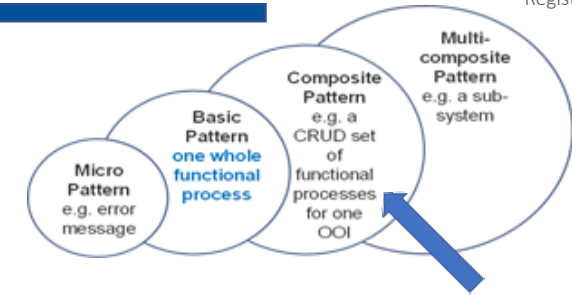 Regist
Micro
Pattern
e.g. error
message
Basic
Pattern
one whole
functional
process
Composite
Pattern
e.g. a
CRUD set
of
functional
processes
for one
OOI
Multi-
composite
Pattern
e.g. a sub-
system